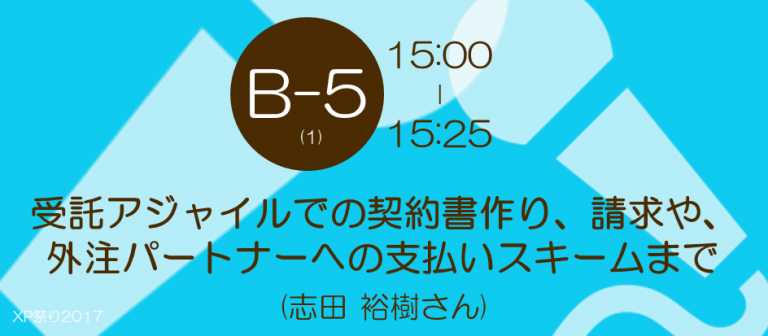 B-5
(1)
15:00
|
15:25
受託アジャイルでの契約書作り、請求や、
外注パートナーへの支払いスキームまで
(志田 裕樹さん)
XP祭り2017